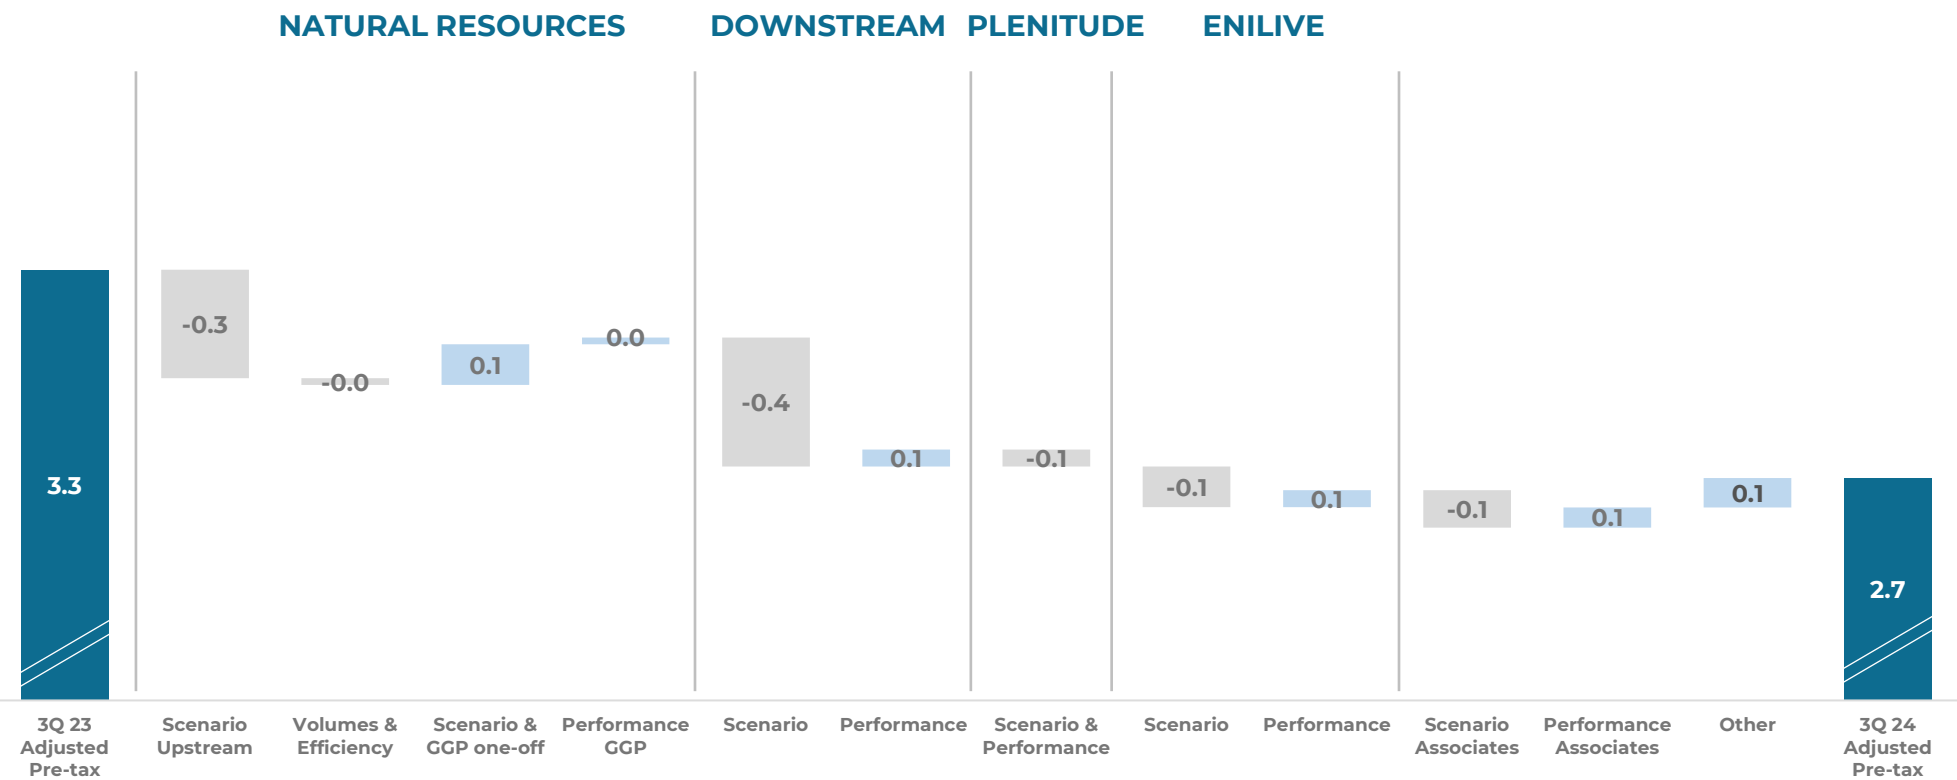 NATURAL RESOURCES
DOWNSTREAM
PLENITUDE
ENILIVE
3.3
-0.3
-0.0
0.1
0.0
-0.4
0.1
-0.1
-0.1
0.1
-0.1
0.1
0.1
2.7
3Q 23
Adjusted
Pre-tax
Scenario
Upstream
Volumes &
Efficiency
Scenario &
GGP one-off
Performance
GGP
Scenario
Performance
Scenario &
Performance
Scenario
Performance
Scenario
Associates
Performance
Associates
Other
3Q 24
Adjusted
Pre-tax